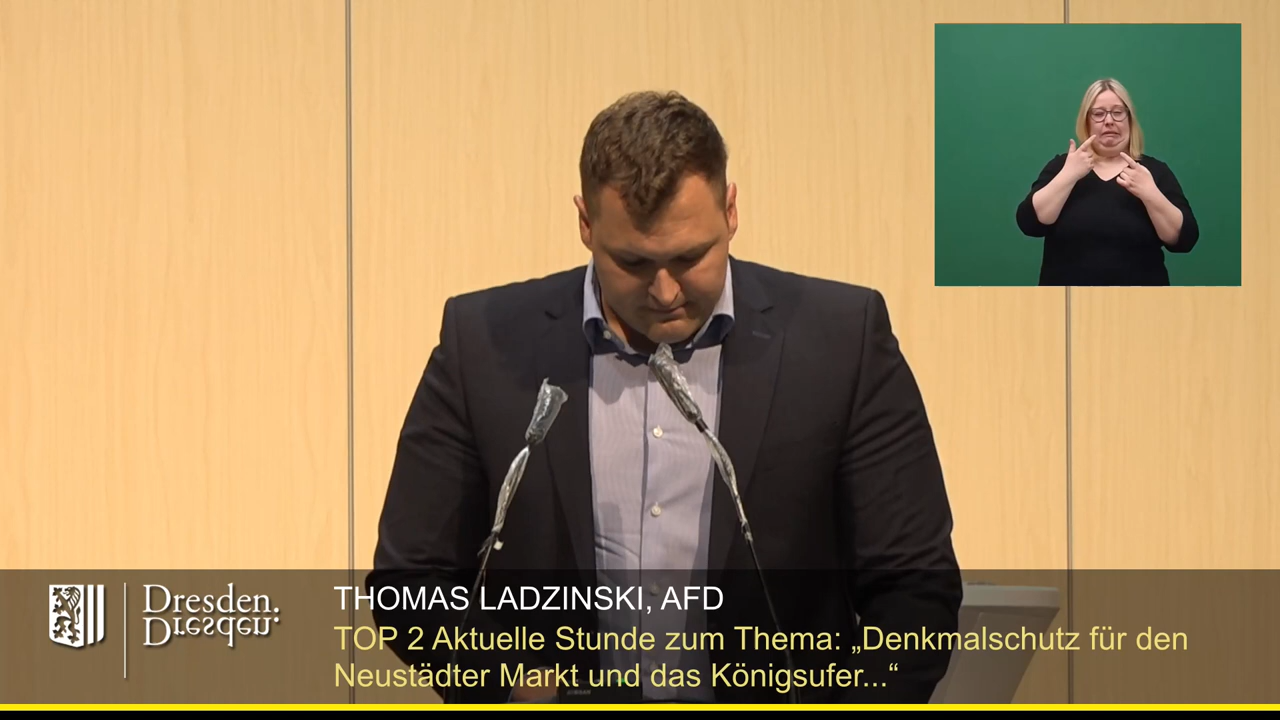 Dresden.
Dresden.
THOMAS LADZINSKI, AFD
TOP 2 Aktuelle Stunde zum Thema: „Denkmalschutz für den
Neustädter Markt und das Königsufer...“